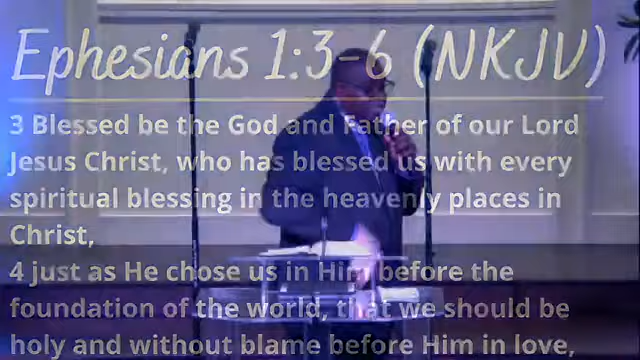 Ephesians 1:3-6 (NKJV)
3 Blessed be the God and Father of our Lord
Jesus Christ, who has blessed us with every
spiritual blessing in the heavenly places in
Christ,
4 just as He chose us in Him before the
foundation of the world, that we should be
holy and without blame before Him in love,